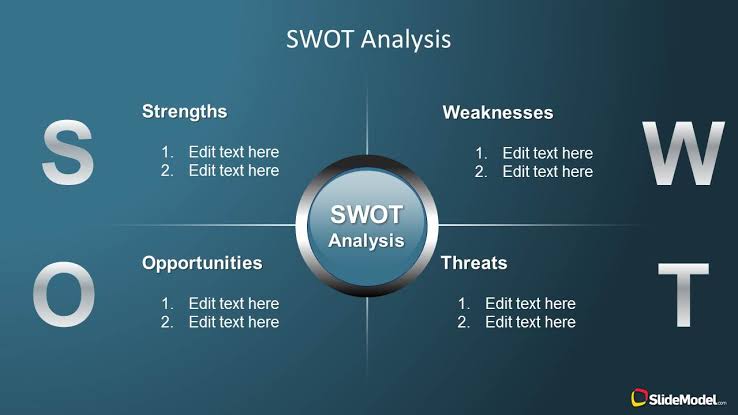 SWOT Analysis
S
Strengths
1. Edit text here
2. Edit text here
Weaknesses
1. Edit text here
2. Edit text here
W
SWOT
Analysis
O
Opportunities
1. Edit text here
2. Edit text here
Threats
1. Edit text here
2. Edit text here
T
SlideModel.com